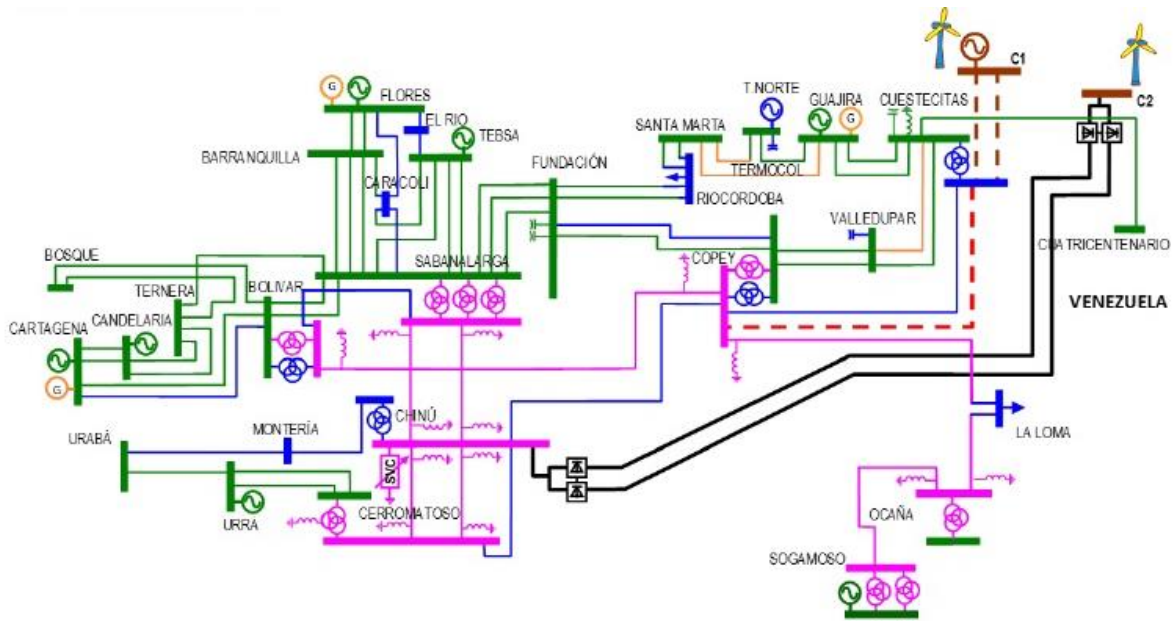 C1
C2
G
FLORES
EL RIO
TEBSA
BARRANQUILLA
CARACOLI
FUNDACIÓN
T.NORTE
GUAJIRA
G
CUESTECITAS
SANTA MARTA
TERMOCOL
RIOCORDOBA
VALLEDUPAR
CUATRICENTENARIO
SABANALARGA
COPEY
VENEZUELA
BOSQUE
TERNERA
BOLIVAR
CANDELARIA
CARTAGENA
G
CHINÚ
MONTERÍA
URABÀ
SVC
URRA
CERROMATOSO
LA LOMA
OCAÑA
SOGAMOSO